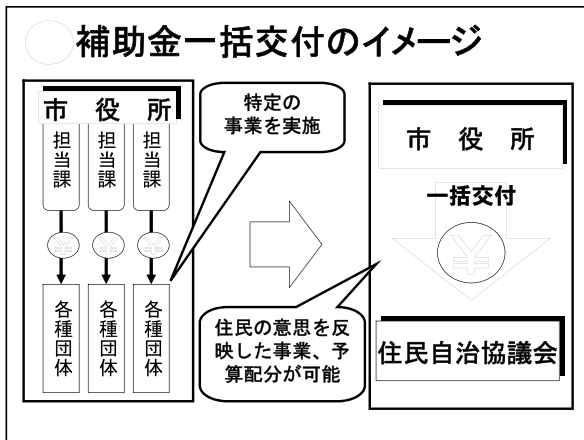 補助金一括交付のイメージ
市役所
担当課
担当課
担当課
¥
¥
¥
各種団体
各種団体
各種団体
特定の
事業を実施
市役所
一括交付
¥
住民自治協議会
住民の意思を反
映した事業、予
算配分が可能